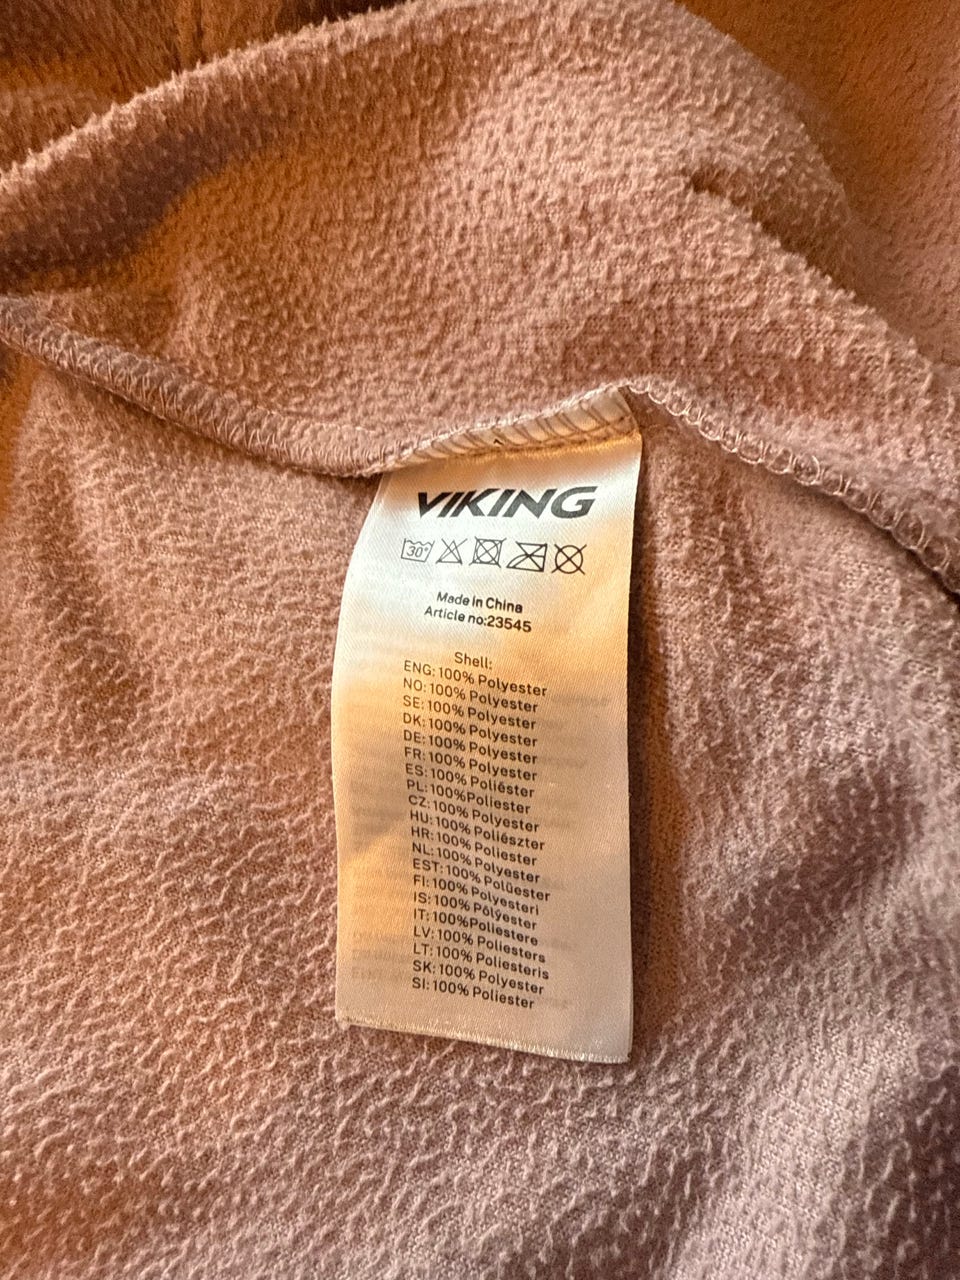 VIKING
30°
Made in China
Article no:23545
Shell:
ENG: 100% Polyester
NO: 100% Polyester
SE: 100% Polyester
DK: 100% Polyester
DE: 100% Polyester
FR: 100% Polyester
ES: 100% Poliéster
PL: 100%Poliester
CZ: 100% Polyester
HU: 100% Poliészter
HR: 100% Poliester
NL: 100% Polyester
EST: 100% Polüester
FI: 100% Polyesteri
IS: 100% Pólýester
IT: 100%Poliestere
LV: 100% Poliesters
LT: 100% Poliesteris
SK: 100% Polyester
SI: 100% Poliester